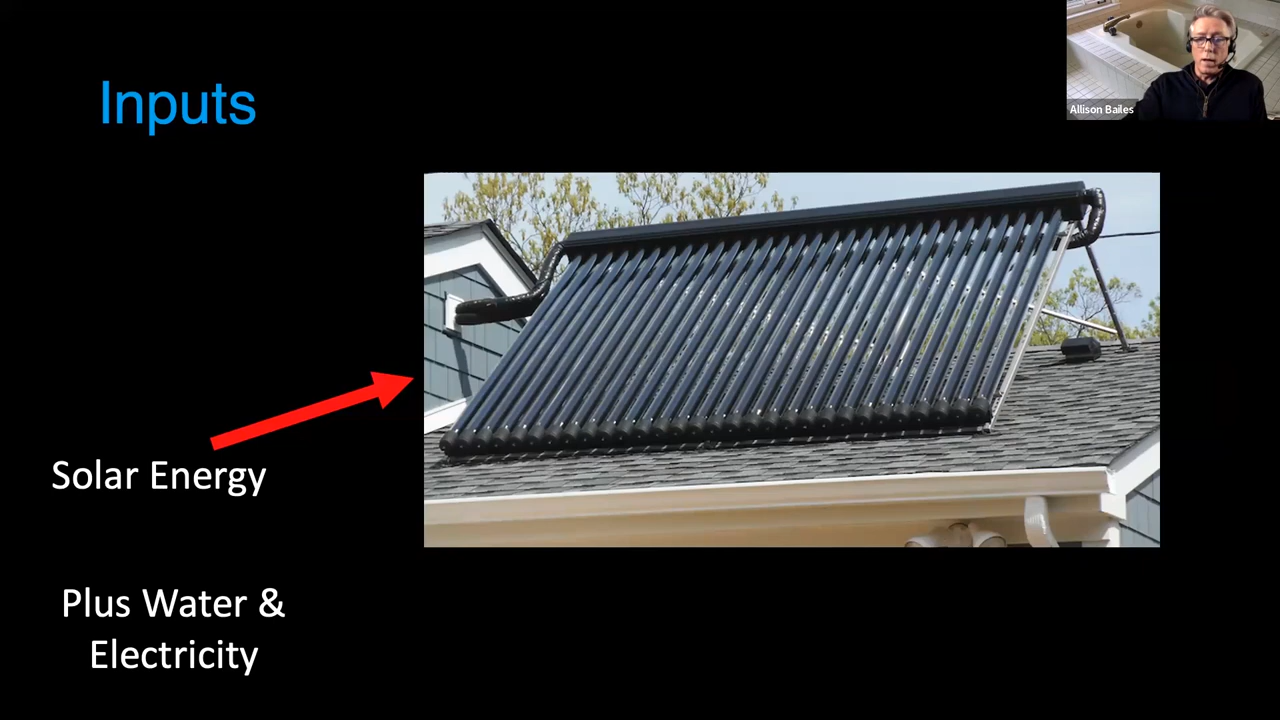 Inputs
Allison Bailes
Solar Energy
Plus Water &
Electricity